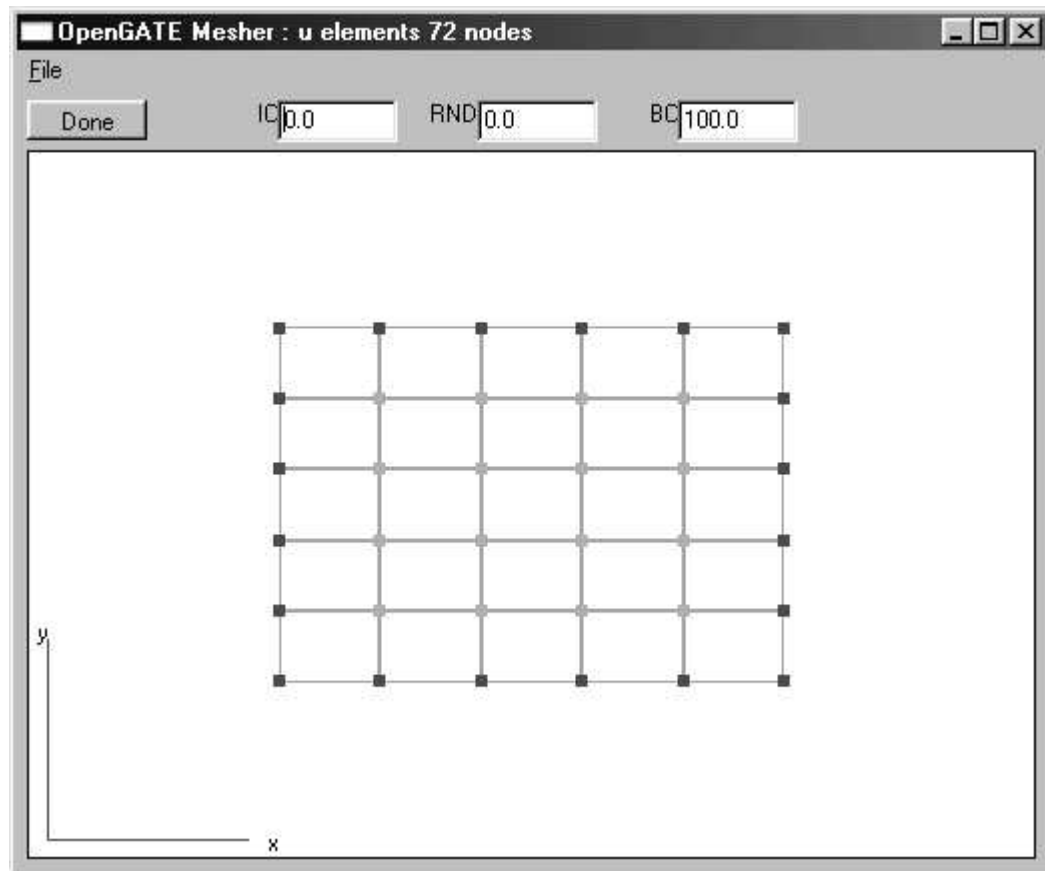 OpenGATE Mesher : u elements 72 nodes
File
Done IC 0.0 RND 0.0 BC 100.0
y
x